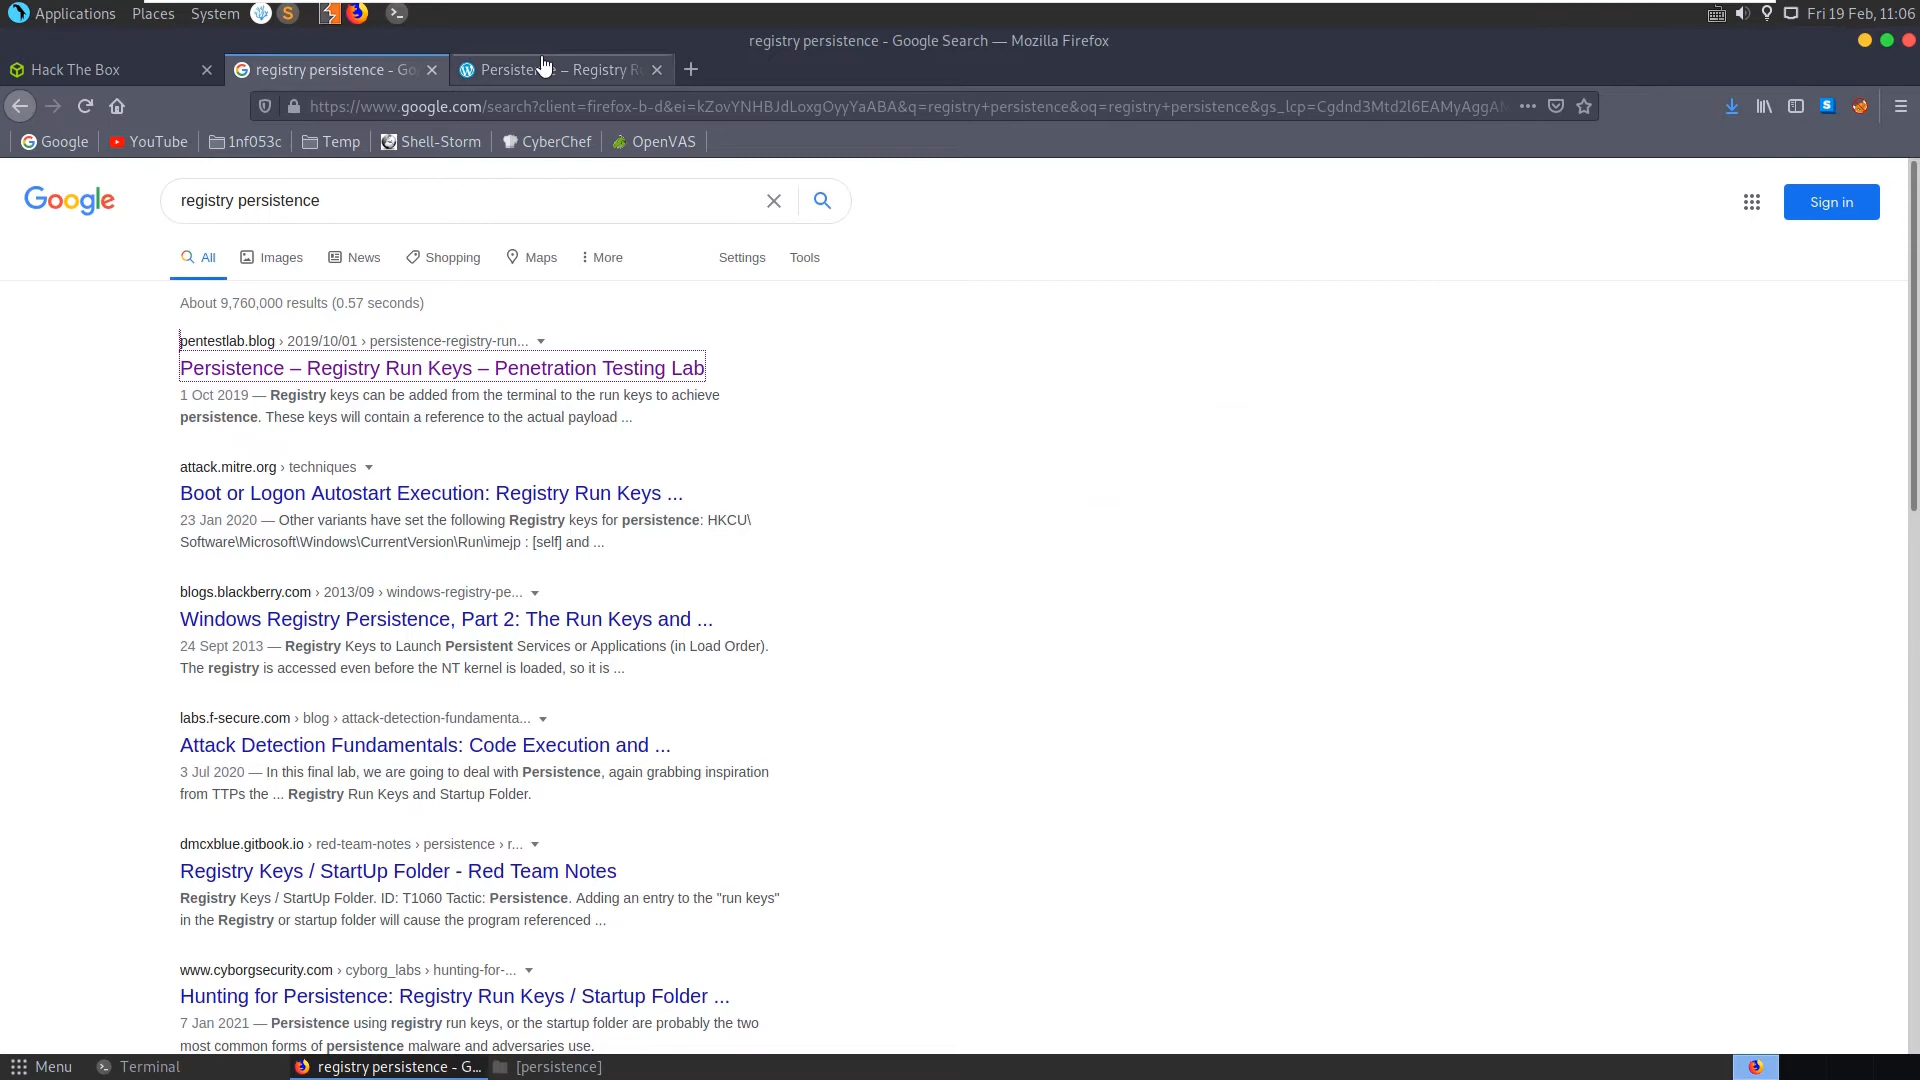 Applications Places System
Fri 19 Feb, 11:06
registry persistence - Google Search — Mozilla Firefox
Hack The Box
registry persistence - Go
Persistence – Registry R
https://www.google.com/search?client=firefox-b-d&ei=kZovYNHBJdLoxgOyyYaABA&q=registry+persistence&oq=registry+persistence&gs_lcp=Cgdnd3Mtd2l6EAMyAggA
Google YouTube 1nf053c Temp Shell-Storm CyberChef OpenVAS
Google
registry persistence
Sign in
All Images News Shopping Maps More Settings Tools
About 9,760,000 results (0.57 seconds)
pentestlab.blog › 2019/10/01 › persistence-registry-run...
Persistence – Registry Run Keys – Penetration Testing Lab
1 Oct 2019 — Registry keys can be added from the terminal to the run keys to achieve
persistence. These keys will contain a reference to the actual payload ...
attack.mitre.org › techniques
Boot or Logon Autostart Execution: Registry Run Keys ...
23 Jan 2020 — Other variants have set the following Registry keys for persistence: HKCU\
Software\Microsoft\Windows\CurrentVersion\Run\imejp : [self] and ...
blogs.blackberry.com › 2013/09 › windows-registry-pe...
Windows Registry Persistence, Part 2: The Run Keys and ...
24 Sept 2013 — Registry Keys to Launch Persistent Services or Applications (in Load Order).
The registry is accessed even before the NT kernel is loaded, so it is ...
labs.f-secure.com › blog › attack-detection-fundamenta...
Attack Detection Fundamentals: Code Execution and ...
3 Jul 2020 — In this final lab, we are going to deal with Persistence, again grabbing inspiration
from TTPs the ... Registry Run Keys and Startup Folder.
dmcxblue.gitbook.io › red-team-notes › persistence › r...
Registry Keys / StartUp Folder - Red Team Notes
Registry Keys / StartUp Folder. ID: T1060 Tactic: Persistence. Adding an entry to the "run keys"
in the Registry or startup folder will cause the program referenced ...
www.cyborgsecurity.com › cyborg_labs › hunting-for-...
Hunting for Persistence: Registry Run Keys / Startup Folder ...
7 Jan 2021 — Persistence using registry run keys, or the startup folder are probably the two
most common forms of persistence malware and adversaries use.
Menu Terminal registry persistence - G... [persistence]